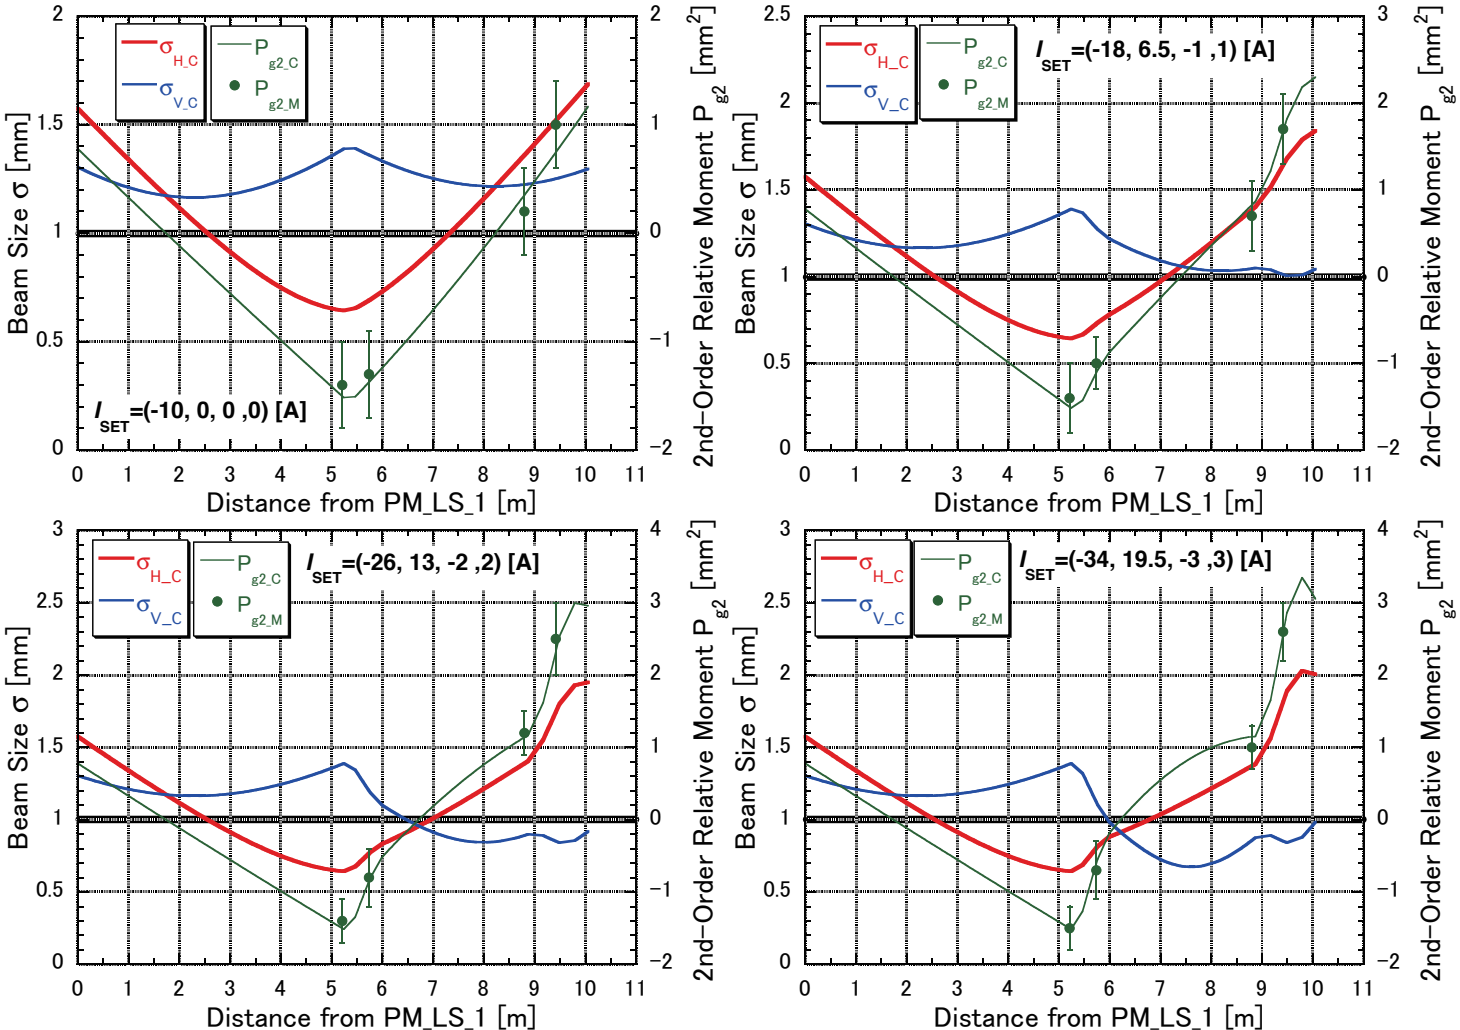 Beam Size σ [mm]
2
1.5
1
0.5
0
σH_C
σV_C
Pg2_C
Pg2_M
ISET=(-10, 0, 0 ,0) [A]
2
1
0
−1
−2
2nd−Order Relative Moment Pg2 [mm2]
0 1 2 3 4 5 6 7 8 9 10 11
Distance from PM_LS_1 [m]
Beam Size σ [mm]
2.5
2
1.5
1
0.5
0
σH_C
σV_C
Pg2_C
Pg2_M
ISET=(-18, 6.5, -1 ,1) [A]
3
2
1
0
−1
−2
2nd−Order Relative Moment Pg2 [mm2]
0 1 2 3 4 5 6 7 8 9 10 11
Distance from PM_LS_1 [m]
Beam Size σ [mm]
3
2.5
2
1.5
1
0.5
0
σH_C
σV_C
Pg2_C
Pg2_M
ISET=(-26, 13, -2 ,2) [A]
4
3
2
1
0
−1
−2
2nd−Order Relative Moment Pg2 [mm2]
0 1 2 3 4 5 6 7 8 9 10 11
Distance from PM_LS_1 [m]
Beam Size σ [mm]
3
2.5
2
1.5
1
0.5
0
σH_C
σV_C
Pg2_C
Pg2_M
ISET=(-34, 19.5, -3 ,3) [A]
4
3
2
1
0
−1
−2
2nd−Order Relative Moment Pg2 [mm2]
0 1 2 3 4 5 6 7 8 9 10 11
Distance from PM_LS_1 [m]